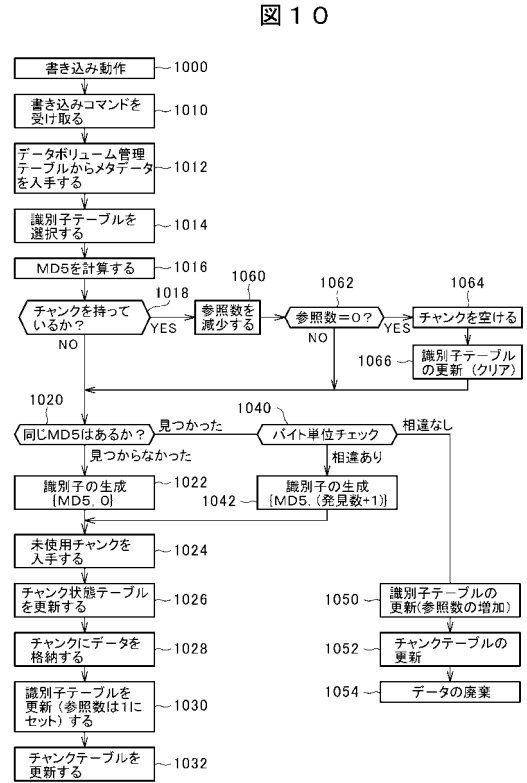 図10
書き込み動作
1000
書き込みコマンドを
受け取る
1010
データボリューム管理
テーブルからメタデータ
を入手する
1012
識別子テーブルを
選択する
1014
MD5を計算する
1016
チャンクを持って
いるか?
1018
YES
NO
参照数を
減少する
1060
参照数=0?
1062
YES
NO
チャンクを空ける
1064
識別子テーブル
の更新(クリア)
1066
同じMD5はあるか?
1020
見つかった
見つからなかった
バイト単位チェック
1040
相違なし
相違あり
識別子の生成
{MD5, 0}
1022
識別子の生成
{MD5, (発見数+1)}
1042
未使用チャンクを
入手する
1024
チャンク状態テーブル
を更新する
1026
チャンクにデータを
格納する
1028
識別子テーブルを
更新(参照数は1に
セット)する
1030
チャンクテーブルを
更新する
1032
識別子テーブルの
更新(参照数の増加)
1050
チャンクテーブルの
更新
1052
データの廃棄
1054